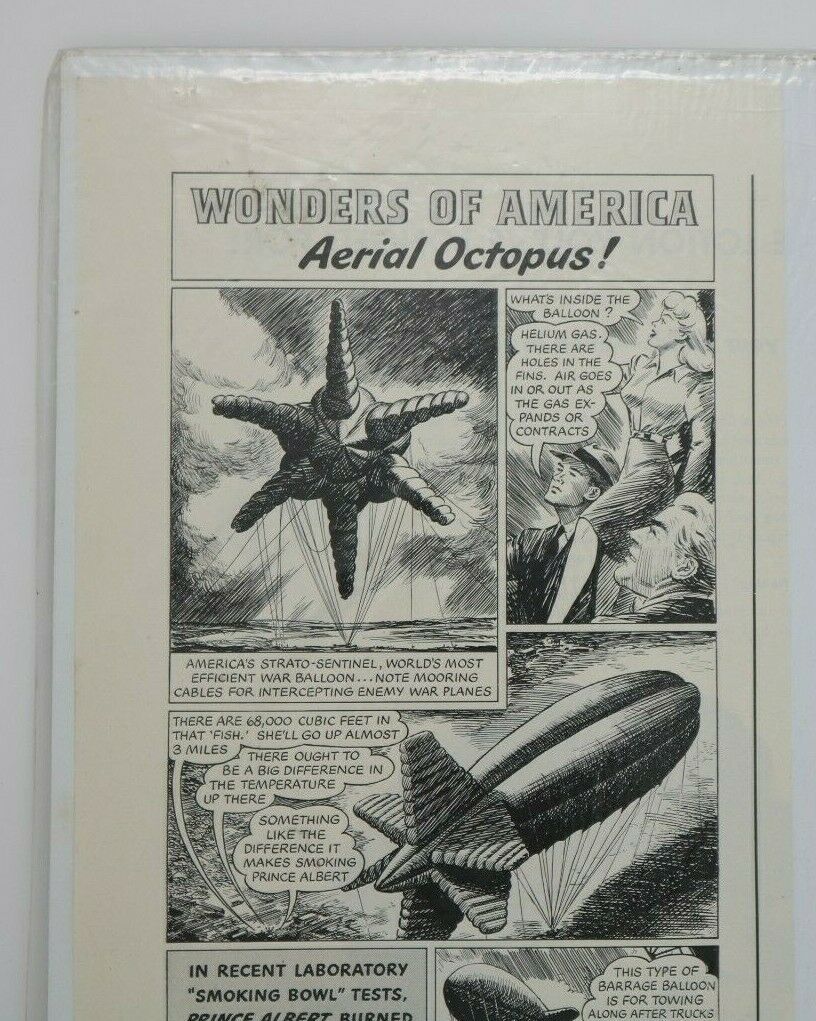 WONDERS OF AMERICA
Aerial Octopus!
WHAT'S INSIDE THE
BALLOON?
HELIUM GAS.
THERE ARE
HOLES IN THE
FINS. AIR GOES
IN OR OUT AS
THE GAS EX-
PANDS OR
CONTRACTS
AMERICA'S STRATO-SENTINEL, WORLD'S MOST
EFFICIENT WAR BALLOON...NOTE MOORING
CABLES FOR INTERCEPTING ENEMY WAR PLANES
THERE ARE 68,000 CUBIC FEET IN
THAT 'FISH.' SHE'LL GO UP ALMOST
3 MILES
THERE OUGHT TO
BE A BIG DIFFERENCE IN
THE TEMPERATURE
UP THERE
SOMETHING
LIKE THE
DIFFERENCE IT
MAKES SMOKING
PRINCE ALBERT
IN RECENT LABORATORY
"SMOKING BOWL" TESTS,
PRINCE ALBERT BURNED
THIS TYPE OF
BARRAGE BALLOON
IS FOR TOWING
ALONG AFTER TRUCKS